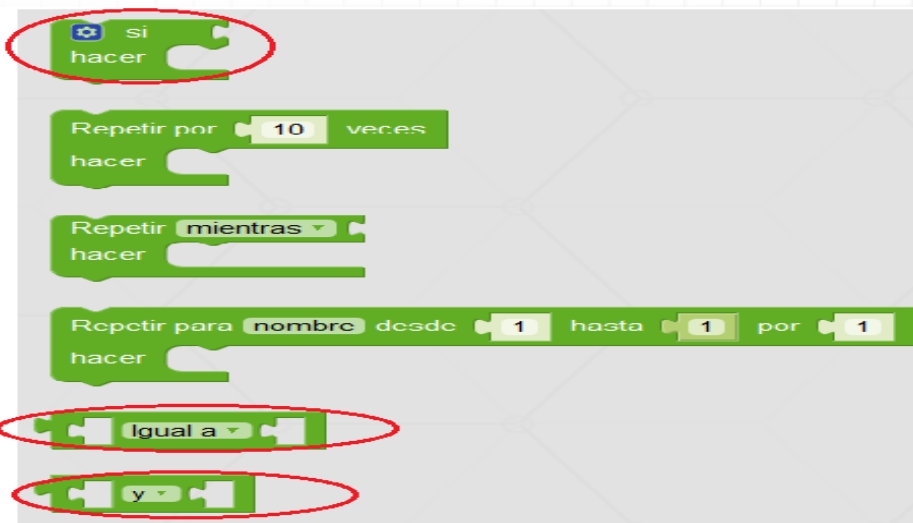 si
hacer
Repetir por 10 veces
hacer
Repetir mientras
hacer
Repetir para nombre desde 1 hasta 1 por 1
hacer
Igual a
y